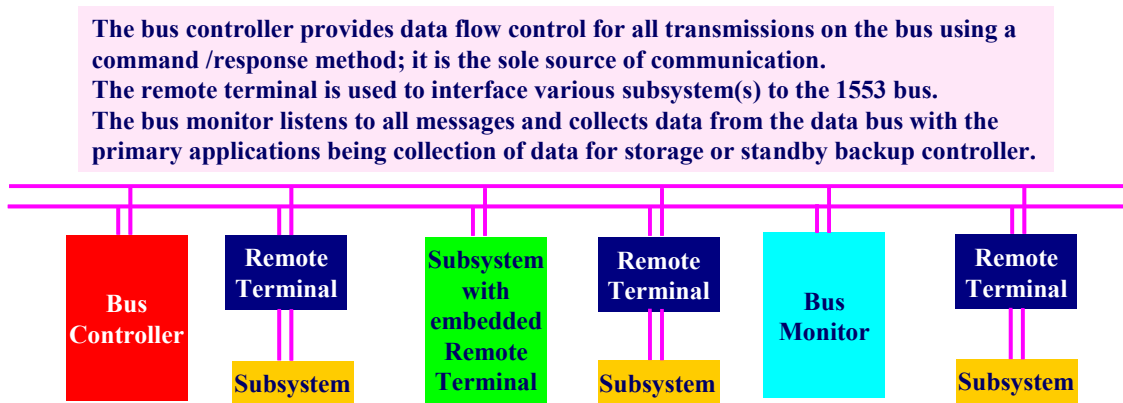 The bus controller provides data flow control for all transmissions on the bus using a
command /response method; it is the sole source of communication.
The remote terminal is used to interface various subsystem(s) to the 1553 bus.
The bus monitor listens to all messages and collects data from the data bus with the
primary applications being collection of data for storage or standby backup controller.
Bus
Controller
Remote
Terminal
Subsystem
Subsystem
with
embedded
Remote
Terminal
Remote
Terminal
Subsystem
Bus
Monitor
Remote
Terminal
Subsystem